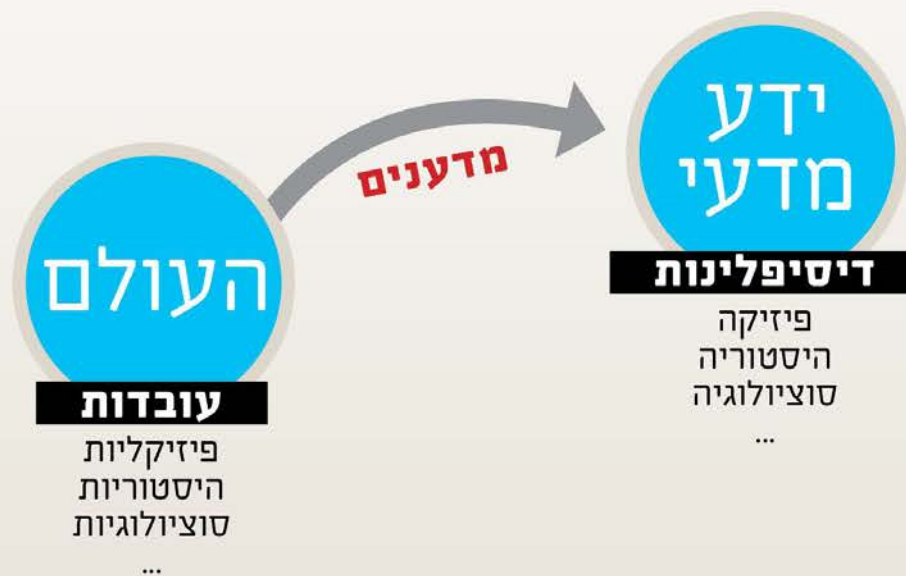 העולם
עובדות
פיזיקליות
היסטוריות
סוציולוגיות
...
מדענים
ידע
מדעי
דיסיפלינות
פיזיקה
היסטוריה
סוציולוגיה
...